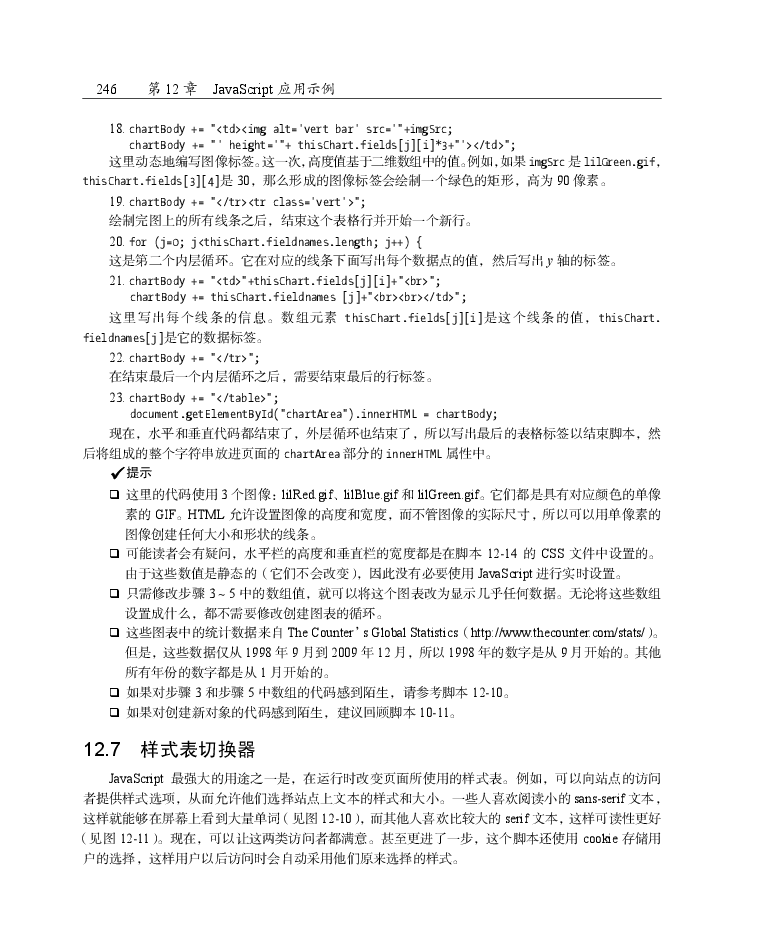 246 第 12 章 JavaScript 应用示例
18. chartBody += "<td><img alt='vert bar' src='"+imgSrc;
chartBody += "' height='"+ thisChart.fields[j][i]*3+"'></td>";
这里动态地编写图像标签。这一次,高度值基于二维数组中的值。例如,如果 imgSrc 是 lilGreen.gif,
thisChart.fields[3][4]是 30，那么形成的图像标签会绘制一个绿色的矩形，高为 90 像素。
19. chartBody += "</tr><tr class='vert'>";
绘制完图上的所有线条之后，结束这个表格行并开始一个新行。
20. for (j=0; j<thisChart.fieldnames.length; j++) {
这是第二个内层循环。它在对应的线条下面写出每个数据点的值，然后写出 y 轴的标签。
21. chartBody += "<td>"+thisChart.fields[j][i]+"<br>";
chartBody += thisChart.fieldnames [j]+"<br><br></td>";
这里写出每个线条的信息。数组元素 thisChart.fields[j][i]是这个线条的值，thisChart.
fieldnames[j]是它的数据标签。
22. chartBody += "</tr>";
在结束最后一个内层循环之后，需要结束最后的行标签。
23. chartBody += "</table>";
document.getElementById("chartArea").innerHTML = chartBody;
现在，水平和垂直代码都结束了，外层循环也结束了，所以写出最后的表格标签以结束脚本，然
后将组成的整个字符串放进页面的 chartArea 部分的 innerHTML 属性中。
✓提示
❑ 这里的代码使用 3 个图像：lilRed.gif、lilBlue.gif 和 lilGreen.gif。它们都是具有对应颜色的单像
素的 GIF。HTML 允许设置图像的高度和宽度，而不管图像的实际尺寸，所以可以用单像素的
图像创建任何大小和形状的线条。
❑ 可能读者会有疑问，水平栏的高度和垂直栏的宽度都是在脚本 12-14 的 CSS 文件中设置的。
由于这些数值是静态的（它们不会改变），因此没有必要使用 JavaScript 进行实时设置。
❑ 只需修改步骤 3 ~ 5 中的数组值，就可以将这个图表改为显示几乎任何数据。无论将这些数组
设置成什么，都不需要修改创建图表的循环。
❑ 这些图表中的统计数据来自 The Counter’s Global Statistics（http://www.thecounter.com/stats/）。
但是，这些数据仅从 1998 年 9 月到 2009 年 12 月，所以 1998 年的数字是从 9 月开始的。其他
所有年份的数字都是从 1 月开始的。
❑ 如果对步骤 3 和步骤 5 中数组的代码感到陌生，请参考脚本 12-10。
❑ 如果对创建新对象的代码感到陌生，建议回顾脚本 10-11。
12.7 样式表切换器
JavaScript 最强大的用途之一是，在运行时改变页面所使用的样式表。例如，可以向站点的访问
者提供样式选项，从而允许他们选择站点上文本的样式和大小。一些人喜欢阅读小的 sans-serif 文本，
这样就能够在屏幕上看到大量单词（见图 12-10），而其他人喜欢比较大的 serif 文本，这样可读性更好
（见图 12-11）。现在，可以让这两类访问者都满意。甚至更进了一步，这个脚本还使用 cookie 存储用
户的选择，这样用户以后访问时会自动采用他们原来选择的样式。